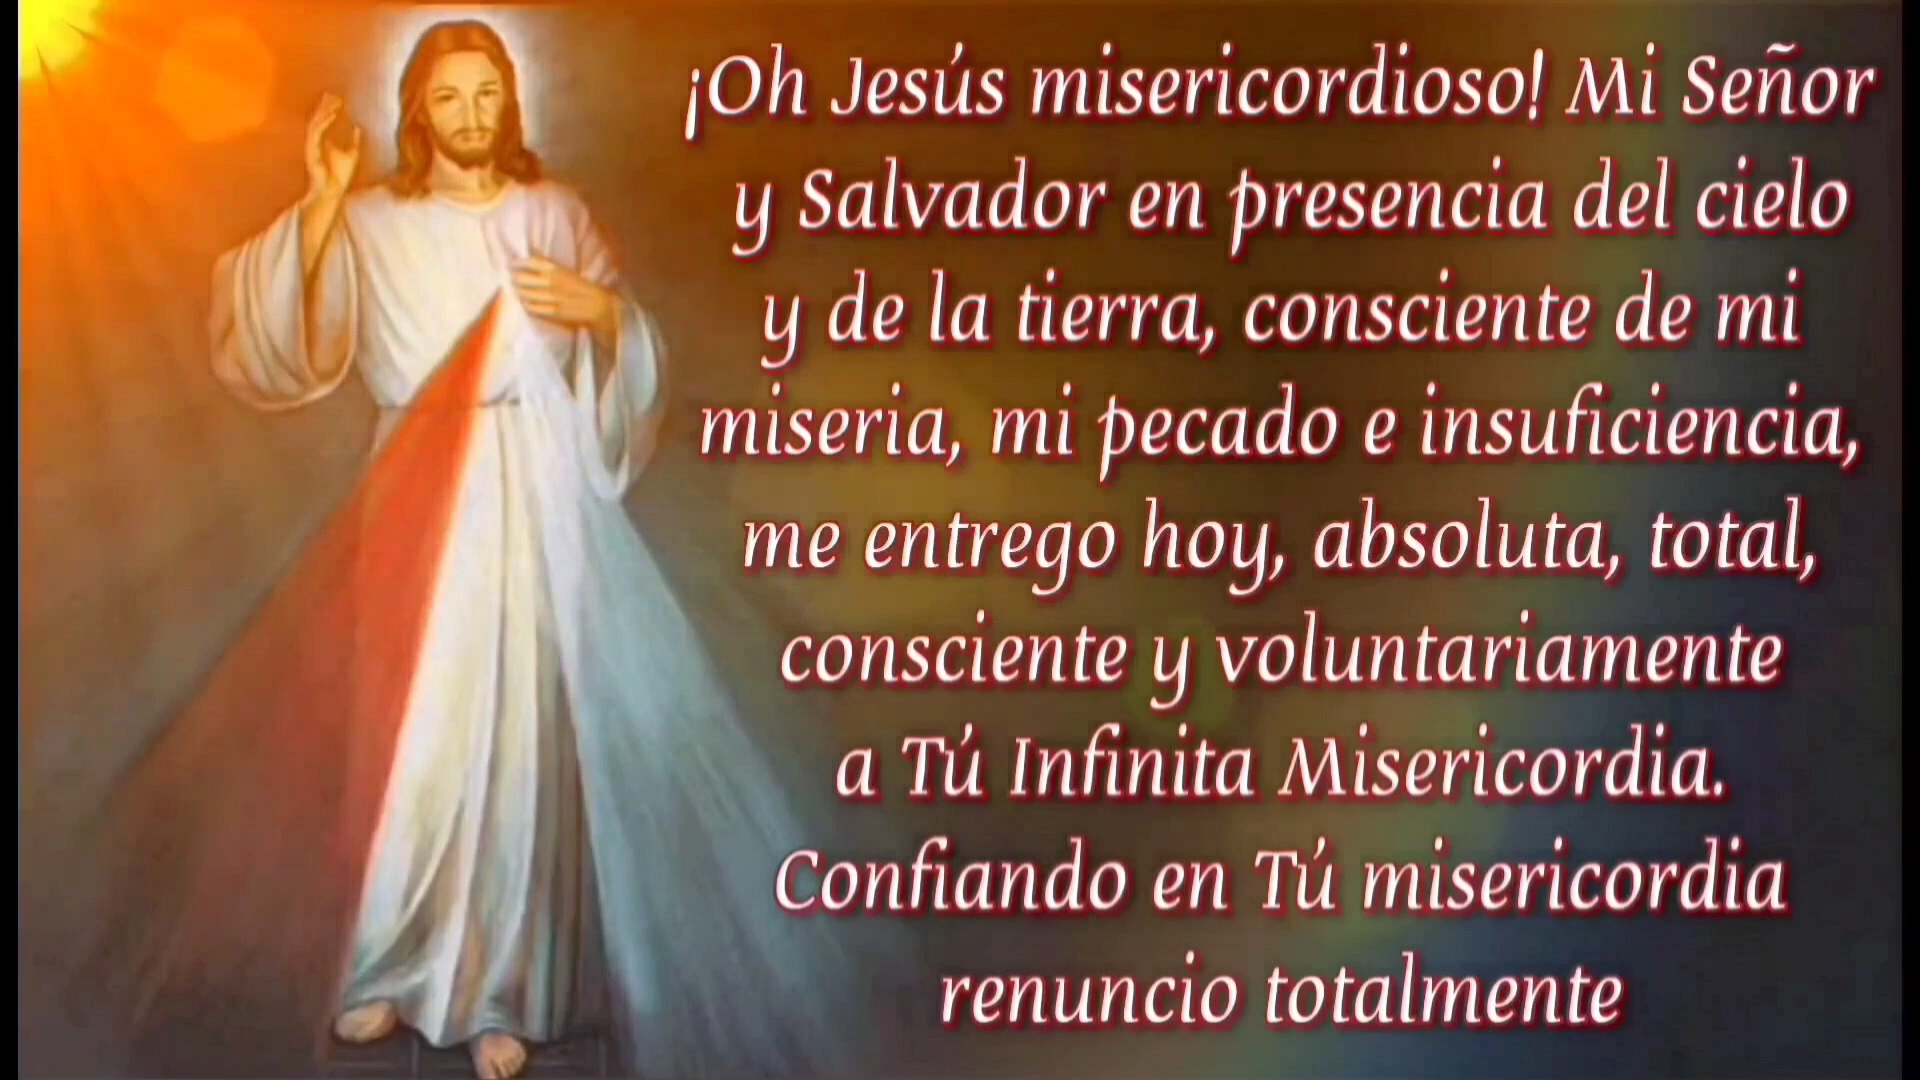 ¡Oh Jesús misericordioso! Mi Señor
y Salvador en presencia del cielo
y de la tierra, consciente de mi
miseria, mi pecado e insuficiencia,
me entrego hoy, absoluta, total,
consciente y voluntariamente
a Tú Infinita Misericordia.
Confiando en Tú misericordia
renuncio totalmente